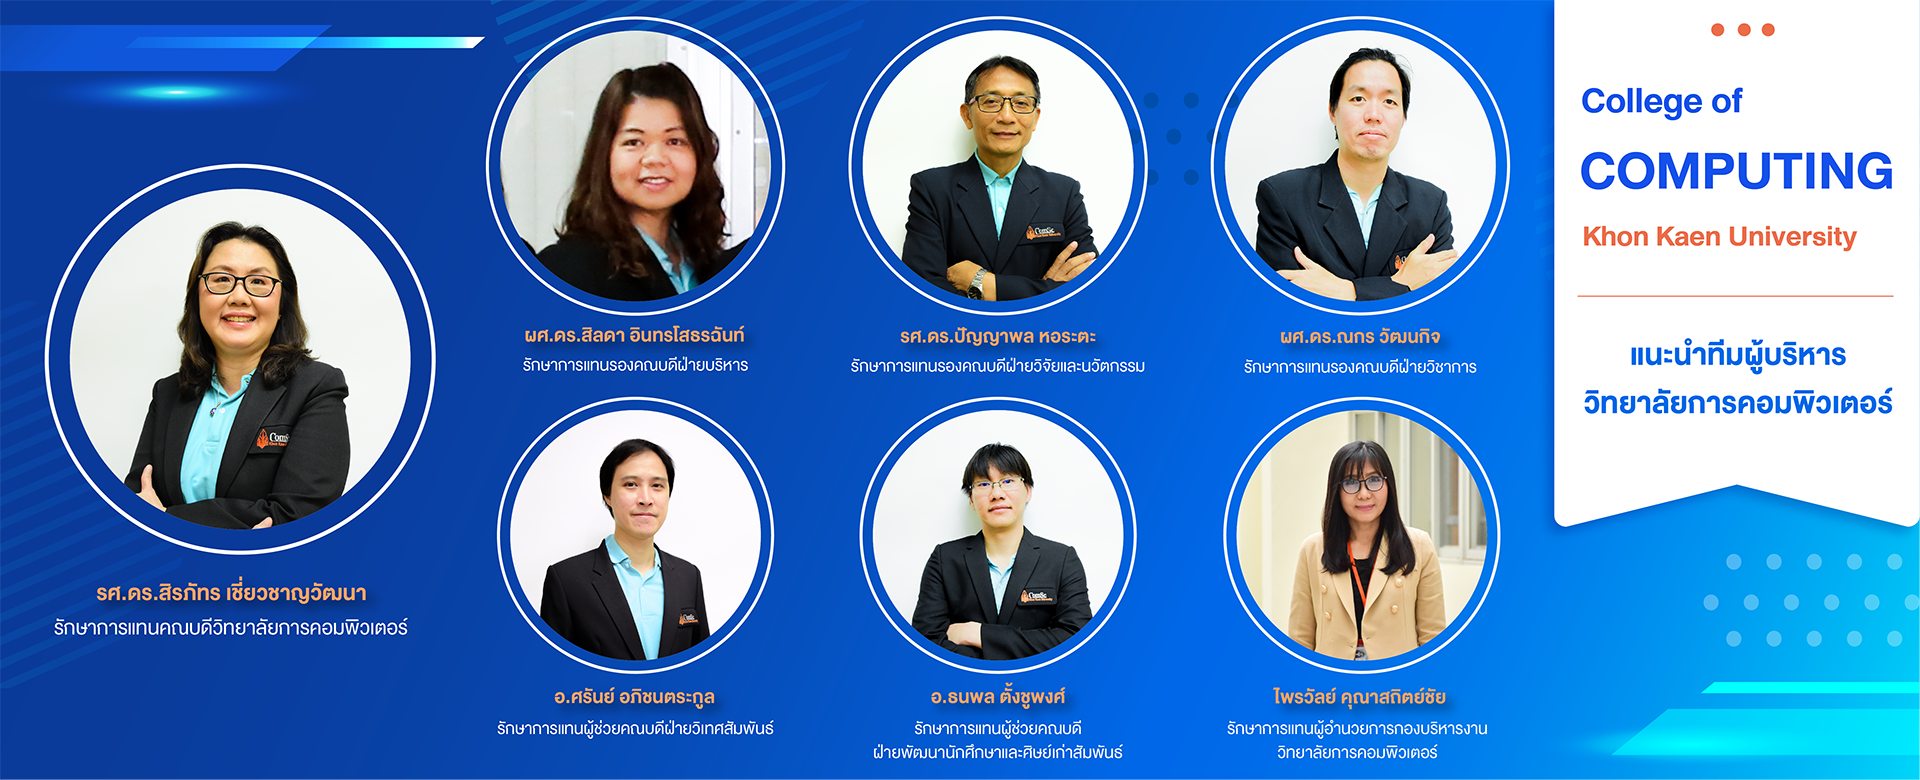 College of
COMPUTING
Khon Kaen University
แนะนำทีมผู้บริหาร
วิทยาลัยการคอมพิวเตอร์
รศ.ดร.สิรภัทร เชี่ยวชาญวัฒนา
รักษาการแทนคณบดีวิทยาลัยการคอมพิวเตอร์
ผศ.ดร.สิลดา อินทรโสธรฉันท์
รักษาการแทนรองคณบดีฝ่ายบริหาร
รศ.ดร.ปัญญาพล หอระตะ
รักษาการแทนรองคณบดีฝ่ายวิจัยและนวัตกรรม
ผศ.ดร.ณกร วัฒนกิจ
รักษาการแทนรองคณบดีฝ่ายวิชาการ
อ.ศรันย์ อภิชนตระกูล
รักษาการแทนผู้ช่วยคณบดีฝ่ายวิเทศสัมพันธ์
อ.ธนพล ตั้งชูพงศ์
รักษาการแทนผู้ช่วยคณบดี
ฝ่ายพัฒนานักศึกษาและศิษย์เก่าสัมพันธ์
ไพรวัลย์ คุณาสถิตย์ชัย
รักษาการแทนผู้อำนวยการกองบริหารงาน
วิทยาลัยการคอมพิวเตอร์